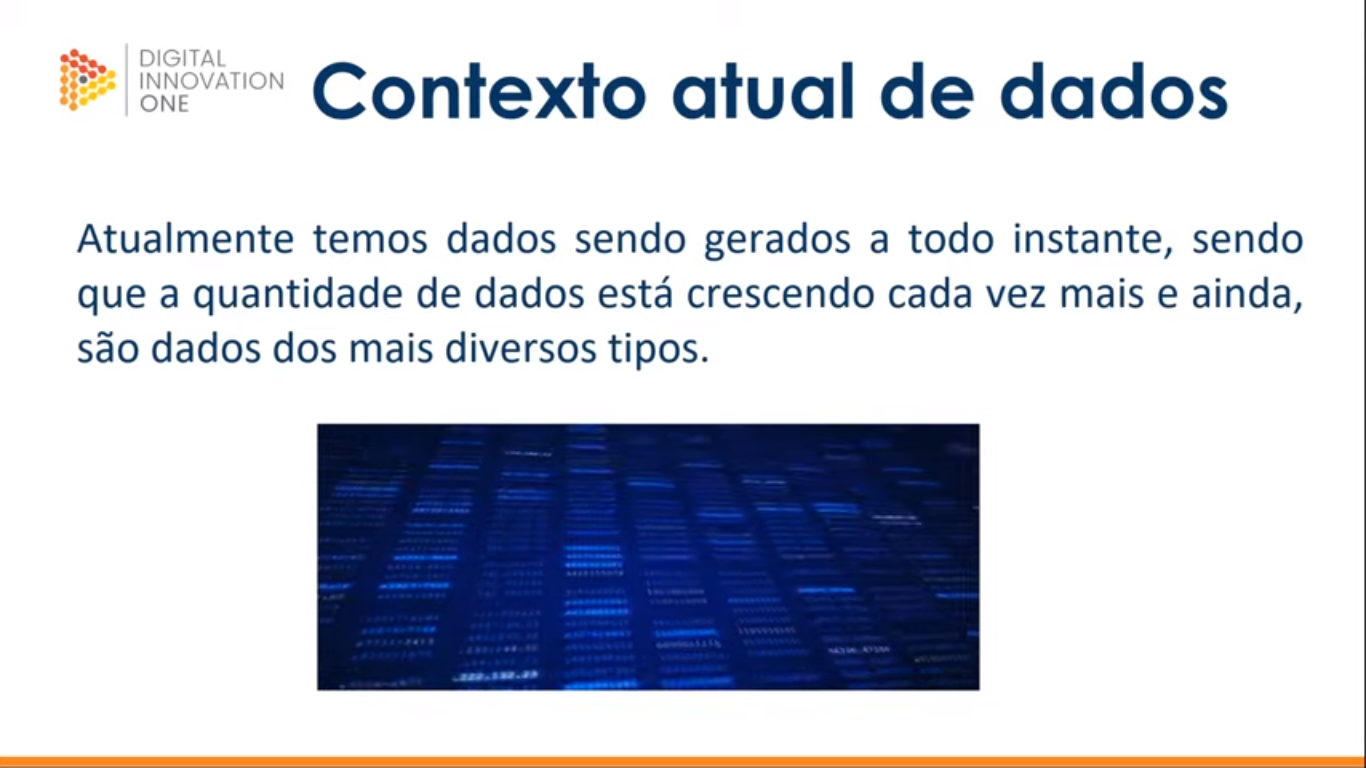 DIGITAL
INNOVATION
ONE
Contexto atual de dados
Atualmente temos dados sendo gerados a todo instante, sendo
que a quantidade de dados está crescendo cada vez mais e ainda,
são dados dos mais diversos tipos.